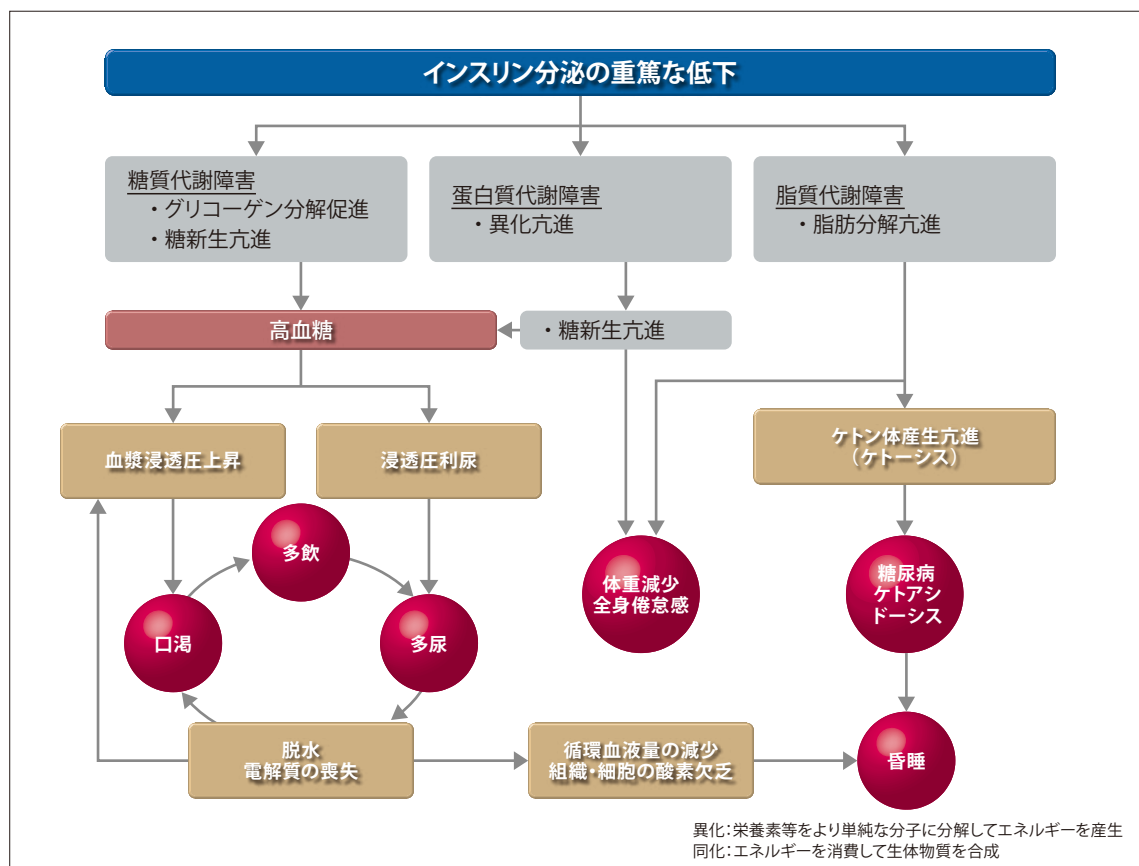 インスリン分泌の重篤な低下
糖質代謝障害
・グリコーゲン分解促進
・糖新生亢進
蛋白質代謝障害
・異化亢進
脂質代謝障害
・脂肪分解亢進
高血糖
・糖新生亢進
血漿浸透圧上昇
浸透圧利尿
ケトン体産生亢進
(ケトーシス)
多飲
口渇
多尿
体重減少
全身倦怠感
糖尿病
ケトアシ
ドーシス
脱水
電解質の喪失
循環血液量の減少
組織・細胞の酸素欠乏
昏睡
異化:栄養素等をより単純な分子に分解してエネルギーを産生
同化:エネルギーを消費して生体物質を合成